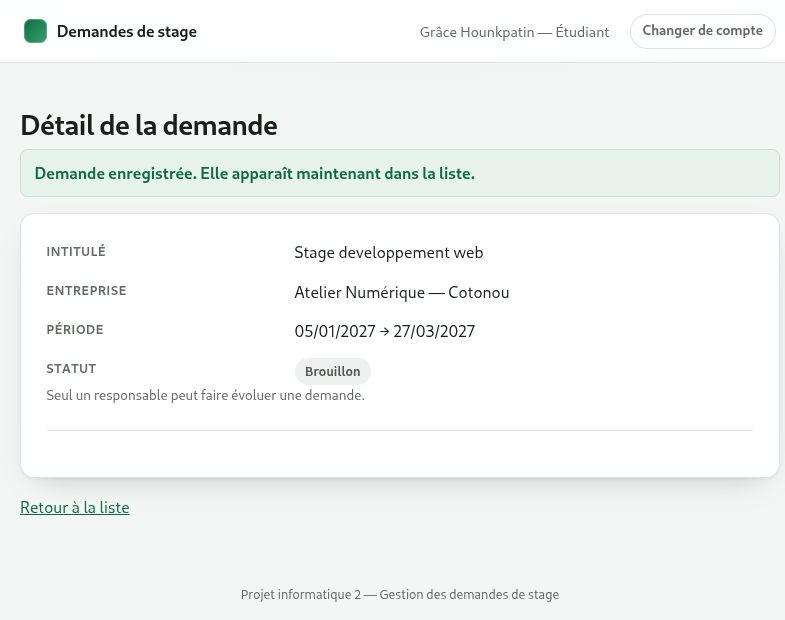 Demandes de stage
Grâce Hounkpatin — Étudiant
Changer de compte
Détail de la demande
Demande enregistrée. Elle apparaît maintenant dans la liste.
INTITULÉ
Stage developpement web
ENTREPRISE
Atelier Numérique — Cotonou
PÉRIODE
05/01/2027 → 27/03/2027
STATUT
Brouillon
Seul un responsable peut faire évoluer une demande.
Retour à la liste
Projet informatique 2 — Gestion des demandes de stage